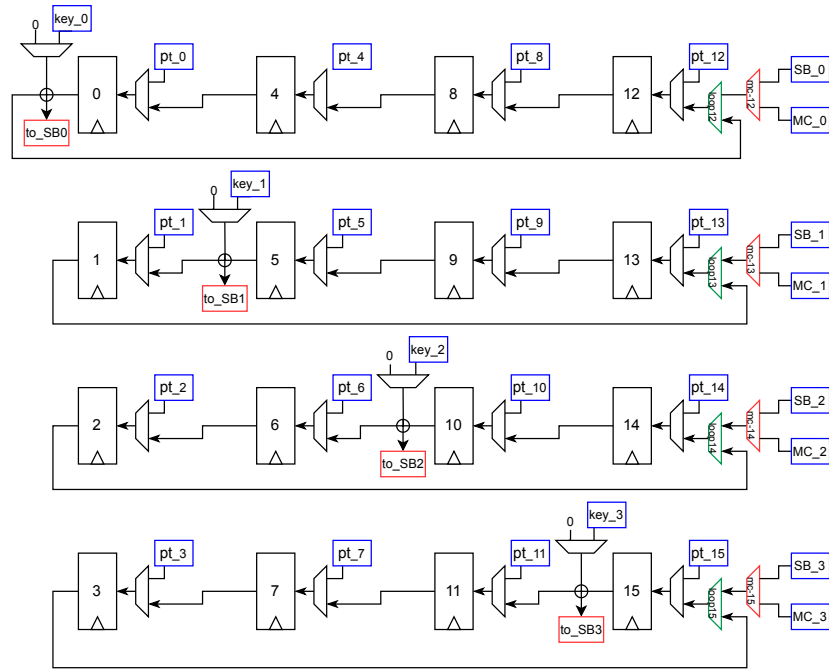 0 key_0
pt_0 pt_4 pt_8 pt_12 SB_0
0 4 8 12 loop12 mc-12
to_SB0 MC_0
0 key_1
pt_1 pt_5 pt_9 pt_13 SB_1
1 5 9 13 loop13 mc-13
to_SB1 MC_1
0 key_2
pt_2 pt_6 pt_10 pt_14 SB_2
2 6 10 14 loop14 mc-14
to_SB2 MC_2
0 key_3
pt_3 pt_7 pt_11 pt_15 SB_3
3 7 11 15 loop15 mc-15
to_SB3 MC_3